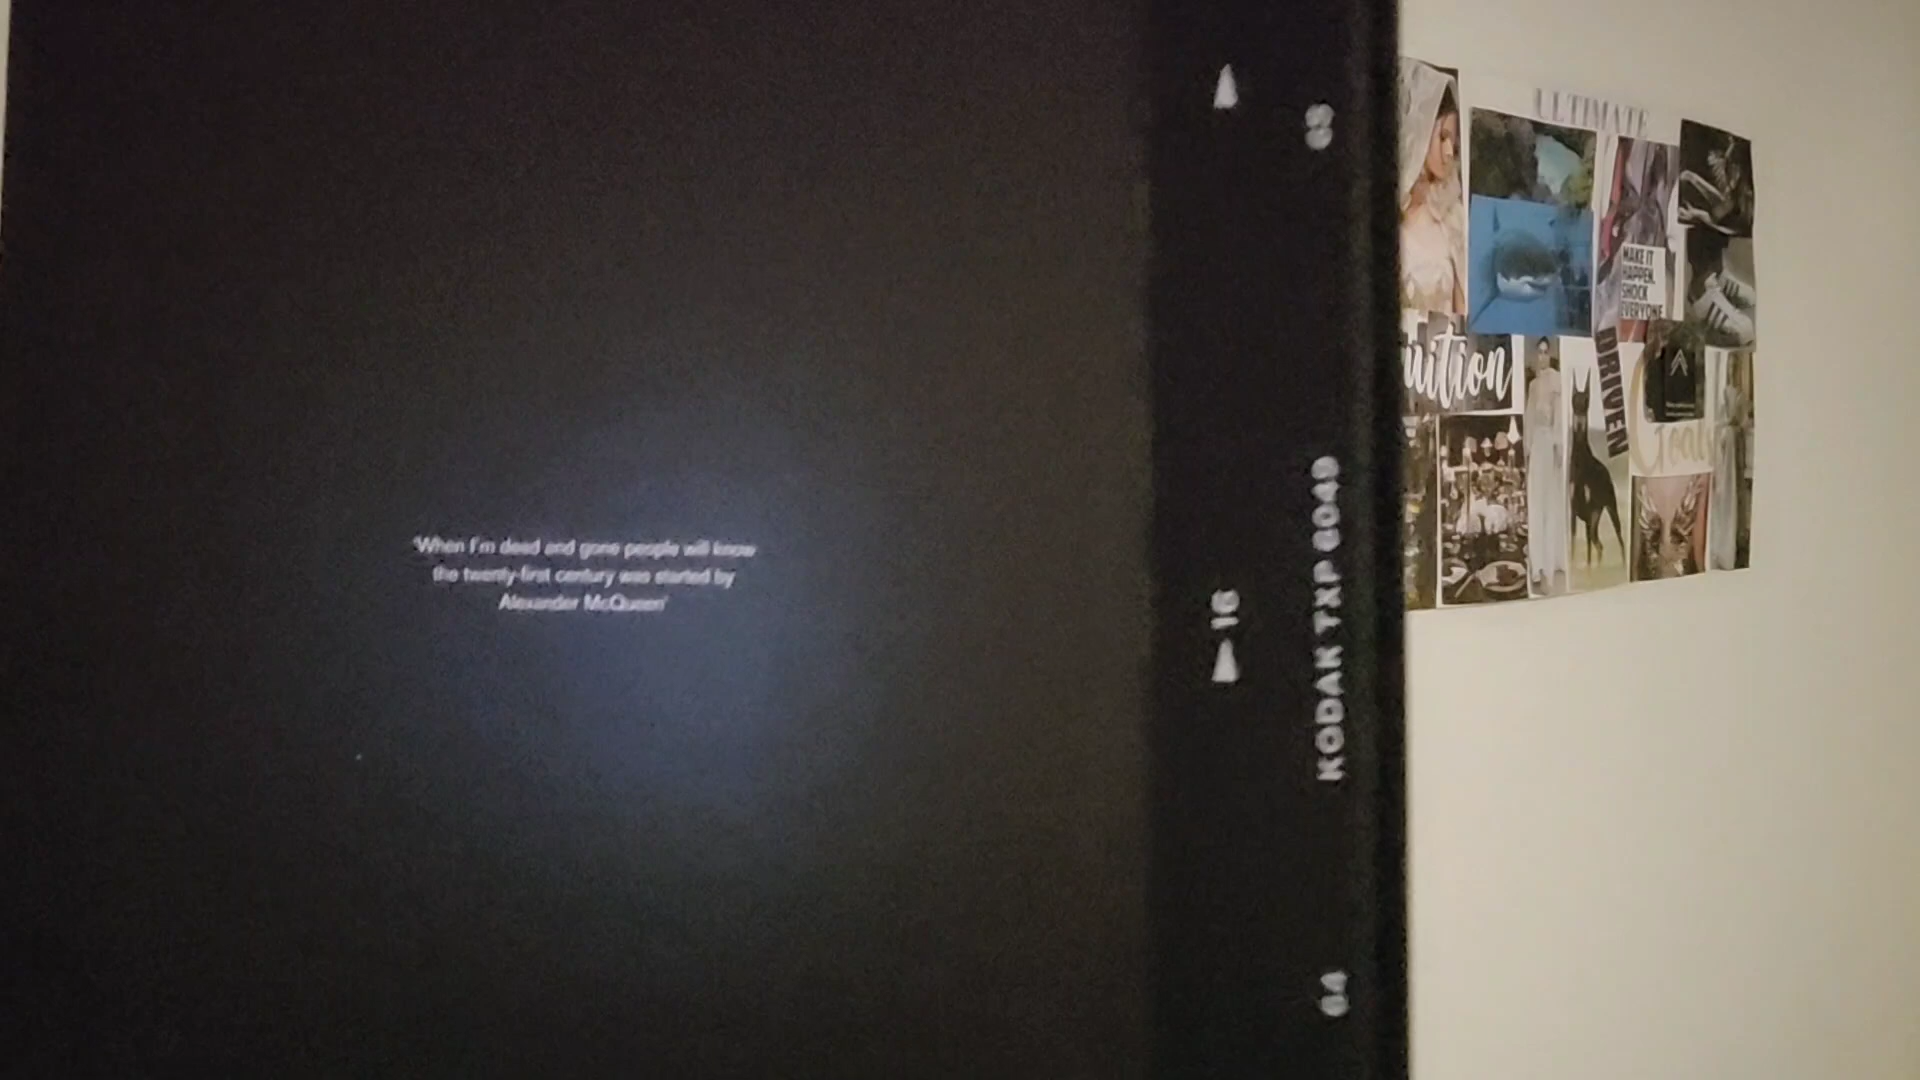 'When I'm dead and gone people will know
the twenty-first century was started by
Alexander McQueen'
16
KODAK TXP 6049
64
ULTIMATE
MAKE IT
HAPPEN.
SHOCK
EVERYONE
DRIVEN
Goals